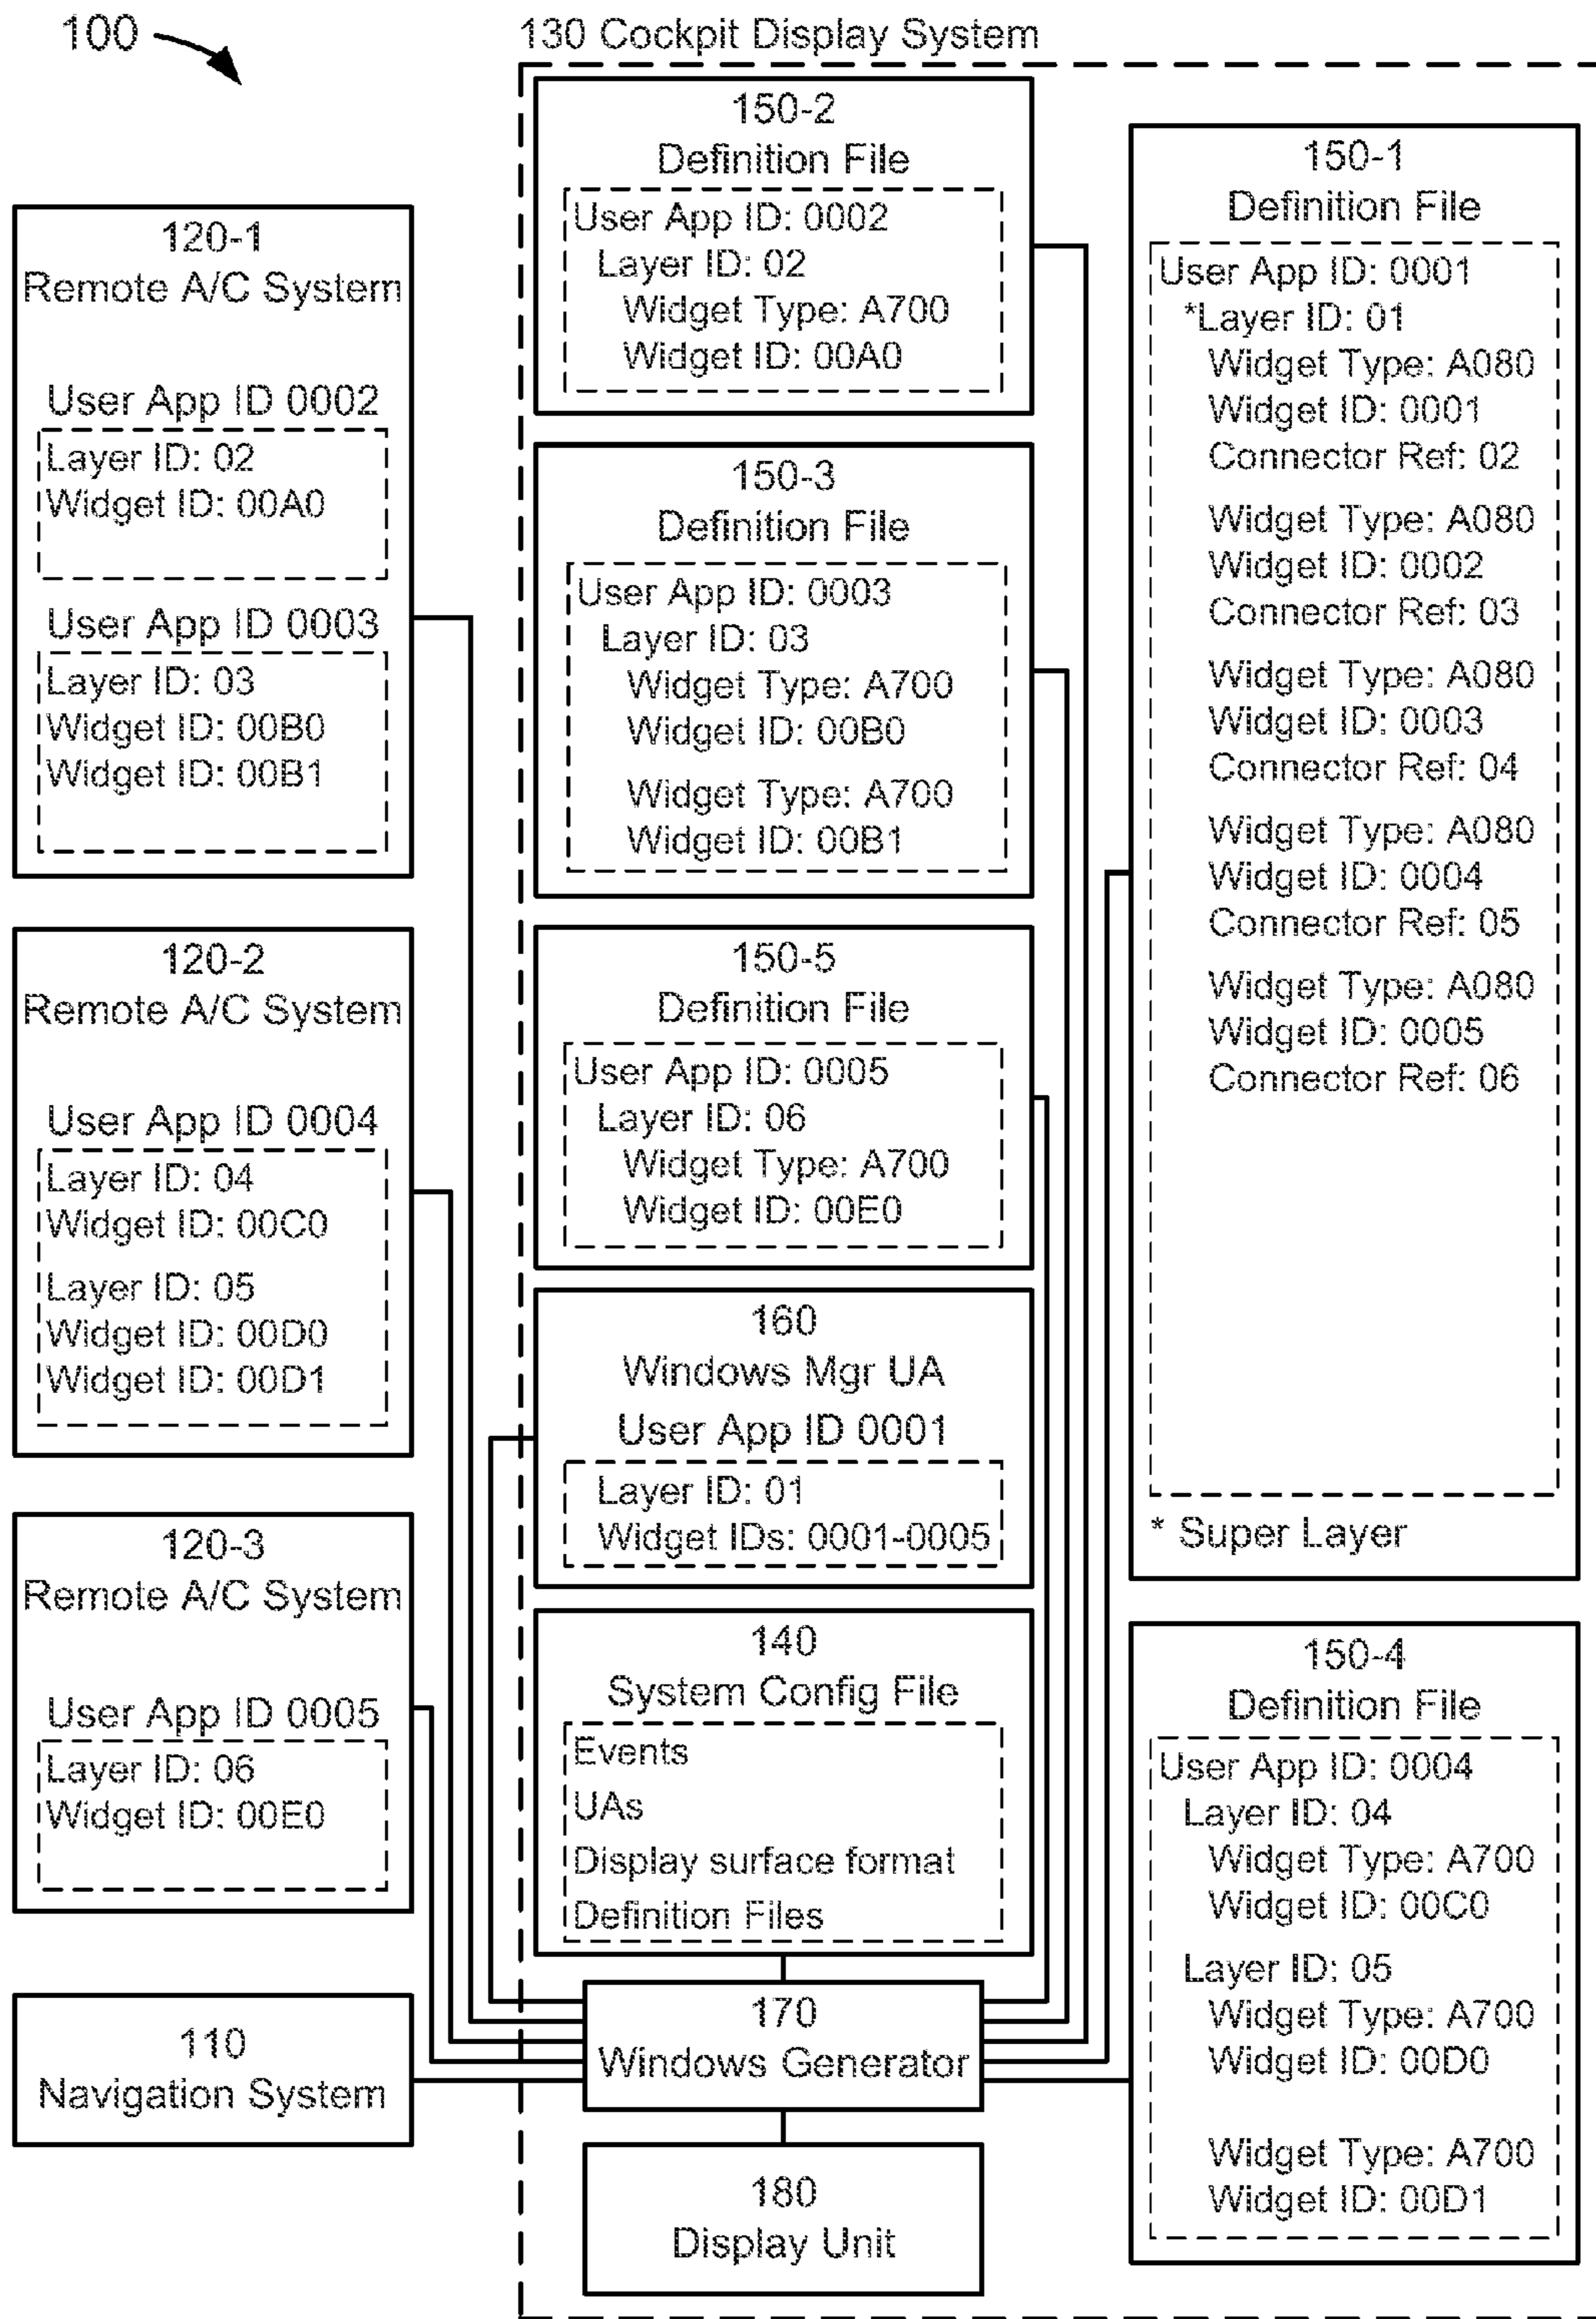 100
130 Cockpit Display System
120-1
Remote A/C System
User App ID 0002
Layer ID: 02
Widget ID: 00A0
User App ID 0003
Layer ID: 03
Widget ID: 00B0
Widget ID: 00B1
120-2
Remote A/C System
User App ID 0004
Layer ID: 04
Widget ID: 00C0
Layer ID: 05
Widget ID: 00D0
Widget ID: 00D1
120-3
Remote A/C System
User App ID 0005
Layer ID: 06
Widget ID: 00E0
110
Navigation System
150-2
Definition File
User App ID: 0002
Layer ID: 02
Widget Type: A700
Widget ID: 00A0
150-3
Definition File
User App ID: 0003
Layer ID: 03
Widget Type: A700
Widget ID: 00B0
Widget Type: A700
Widget ID: 00B1
150-5
Definition File
User App ID: 0005
Layer ID: 06
Widget Type: A700
Widget ID: 00E0
160
Windows Mgr UA
User App ID 0001
Layer ID: 01
Widget IDs: 0001-0005
140
System Config File
Events
UAs
Display surface format
Definition Files
170
Windows Generator
180
Display Unit
150-1
Definition File
User App ID: 0001
*Layer ID: 01
Widget Type: A080
Widget ID: 0001
Connector Ref: 02
Widget Type: A080
Widget ID: 0002
Connector Ref: 03
Widget Type: A080
Widget ID: 0003
Connector Ref: 04
Widget Type: A080
Widget ID: 0004
Connector Ref: 05
Widget Type: A080
Widget ID: 0005
Connector Ref: 06
* Super Layer
150-4
Definition File
User App ID: 0004
Layer ID: 04
Widget Type: A700
Widget ID: 00C0
Layer ID: 05
Widget Type: A700
Widget ID: 00D0
Widget Type: A700
Widget ID: 00D1